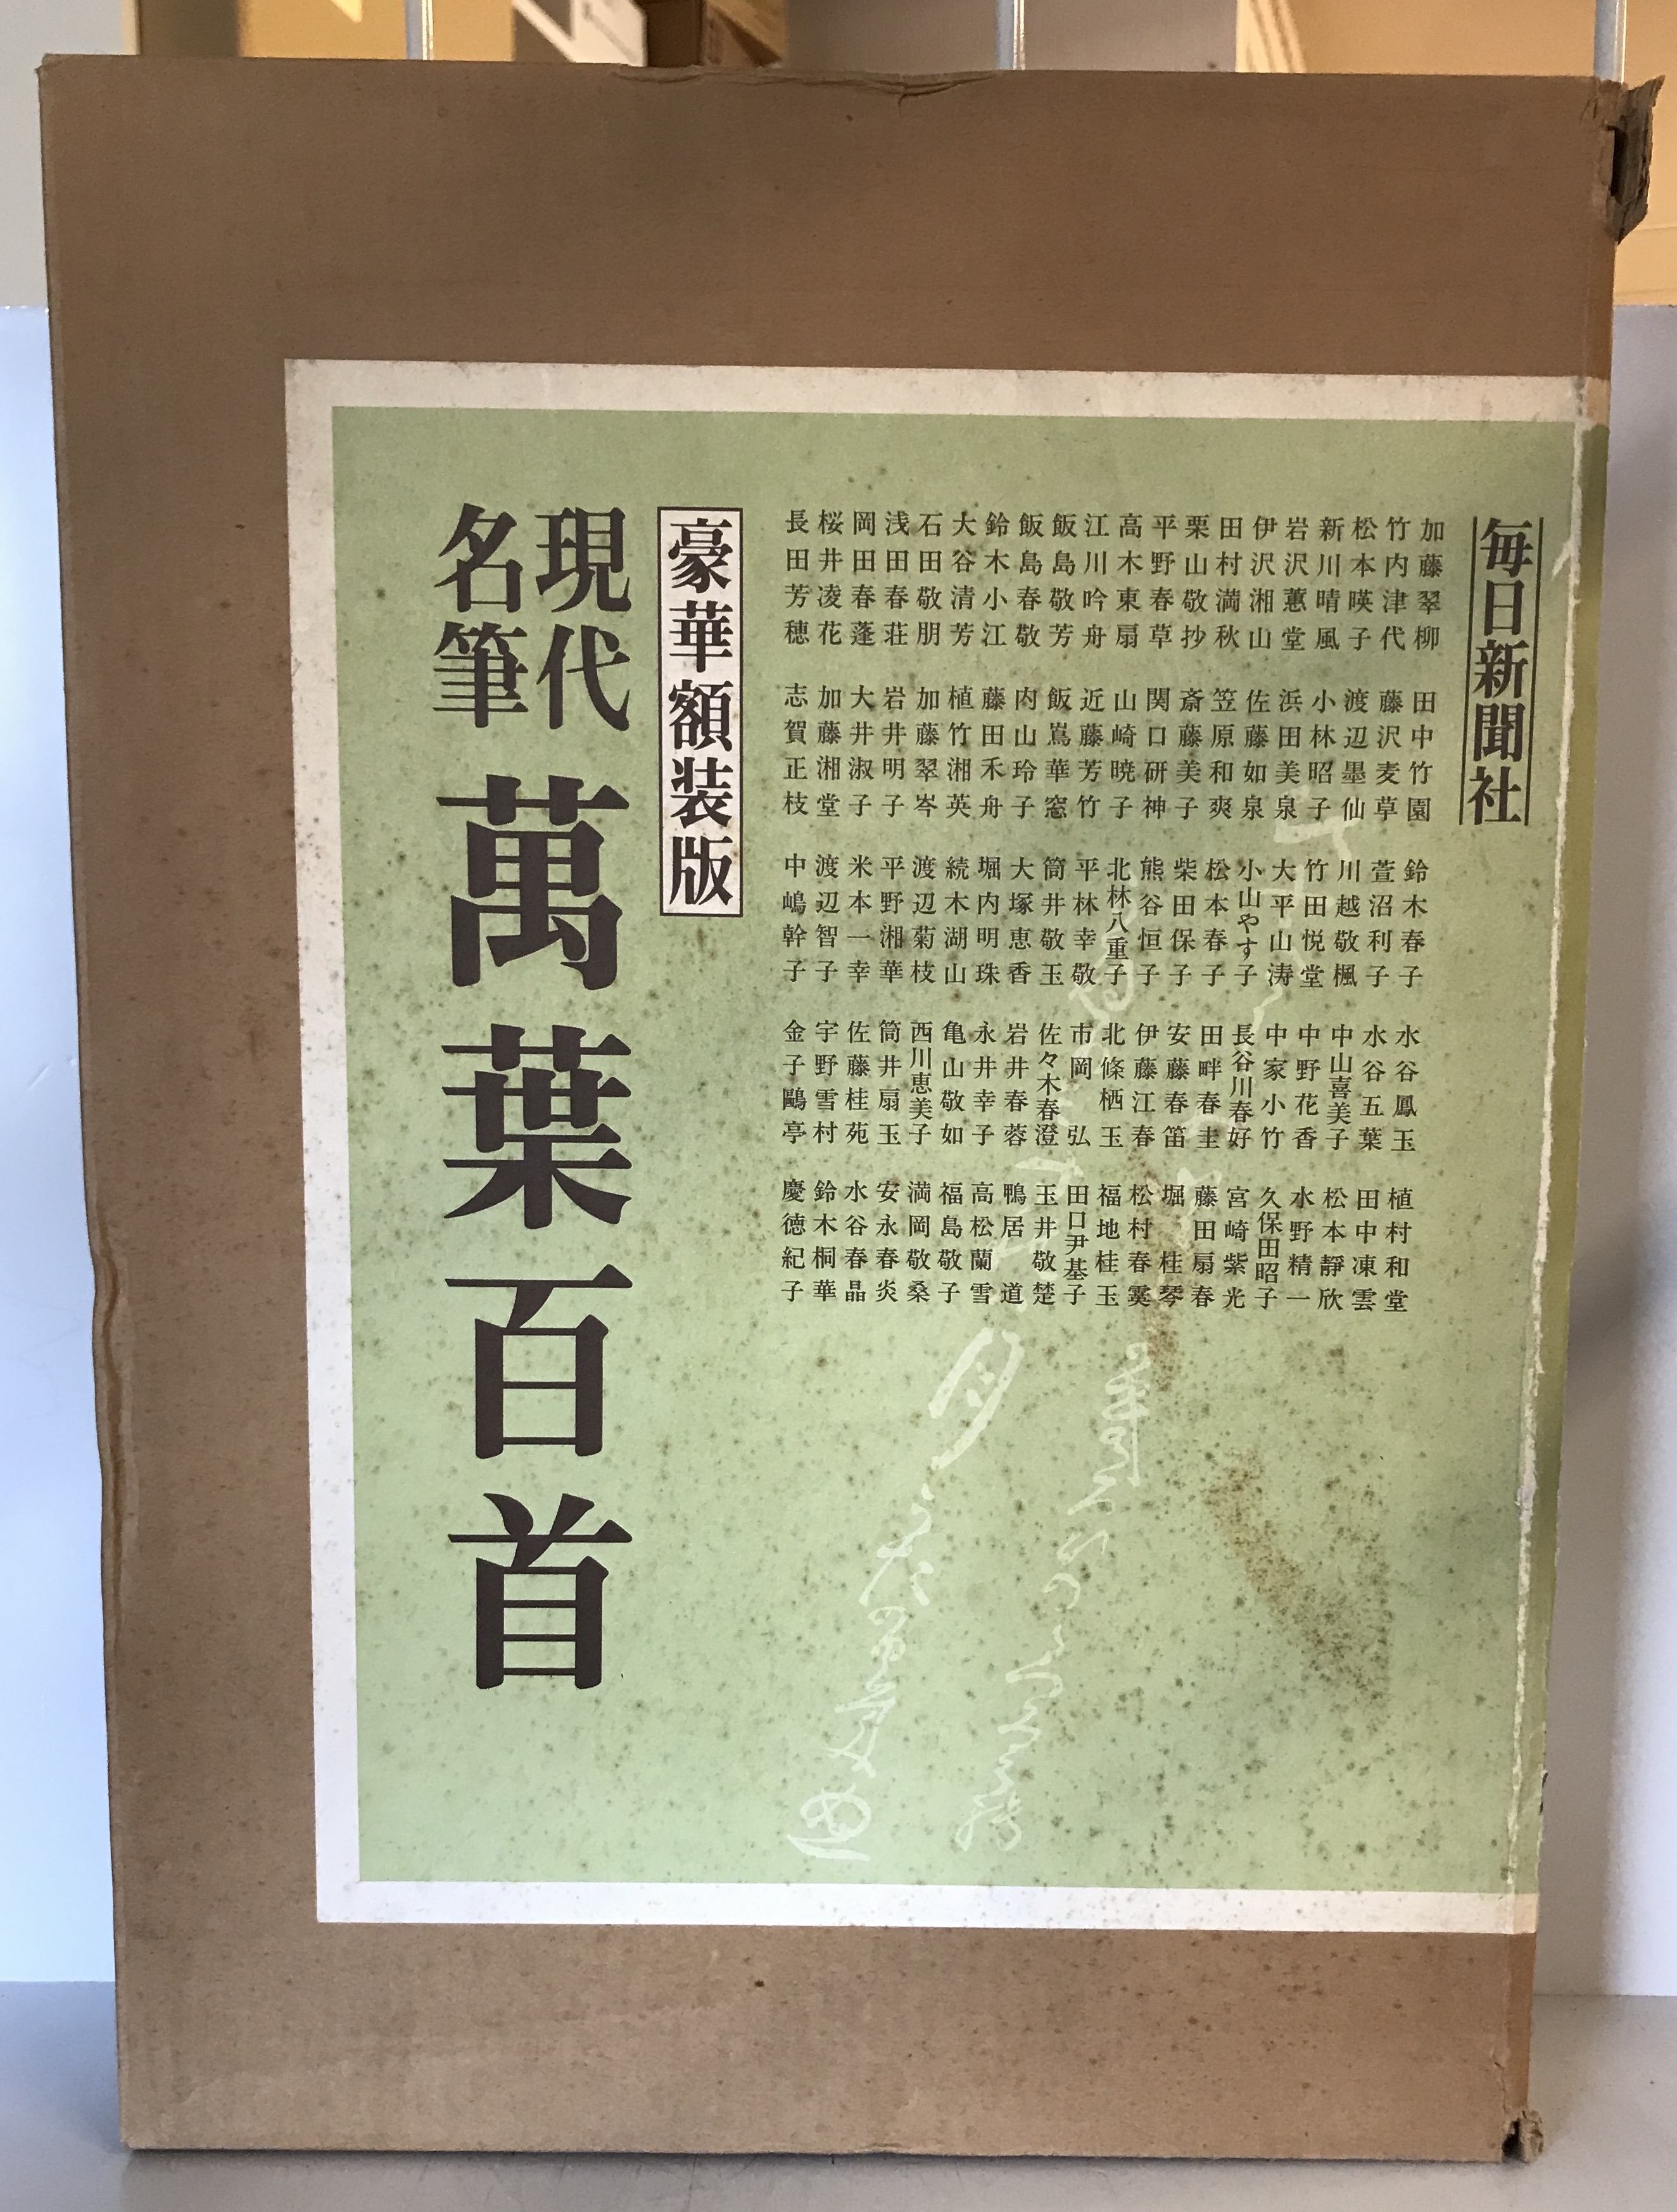 毎日新聞社
加藤翠柳
竹内津代
松本暎子
新川晴風
岩沢蕙堂
伊沢湘山
田村満秋
栗山敬抄
平野春草
高木東扇
江川吟舟
飯島敬芳
飯島春敬
鈴木小江
大谷清芳
石田敬朋
浅田春荘
岡田春蓬
桜井凌花
長田芳穂
田中竹園
藤沢麦草
渡辺墨仙
小林昭子
浜田美泉
佐藤如泉
笠原和爽
斎藤美子
関口研神
山崎暁子
近藤芳竹
飯嶌華窓
内山玲子
藤田禾舟
植竹湘英
加藤翠岑
岩井明子
大井淑子
加藤湘堂
志賀正枝
鈴木春子
萱沼利子
川越敬楓
竹田悦堂
大平山涛
小山やす子
松本春子
柴田保子
熊谷恒子
北林八重子
平林幸敬
筒井敬玉
大塚恵香
堀内明珠
続木湖山
渡辺菊枝
平野湘華
米本一幸
渡辺智子
中嶋幹子
水谷鳳玉
水谷五葉
中山喜美子
中野花香
中家小竹
長谷川春好
田畔春圭
安藤春笛
伊藤江春
北條栖玉
市岡弘
佐々木春澄
岩井春蓉
永井幸子
亀山敬如
西川恵美子
筒井扇玉
佐藤桂苑
宇野雪村
金子鷗亭
植村和堂
田中凍雲
松本靜欣
水野精一
久保田昭子
宮崎紫光
藤田扇春
堀桂琴
松村春
福地桂玉
田口尹基子
玉井敬楚
鴨居道
高松蘭雪
福島敬子
満岡敬桑
安永春炎
水谷春晶
鈴木桐華
慶徳紀子
豪華額装版
現代
名筆
萬葉百首